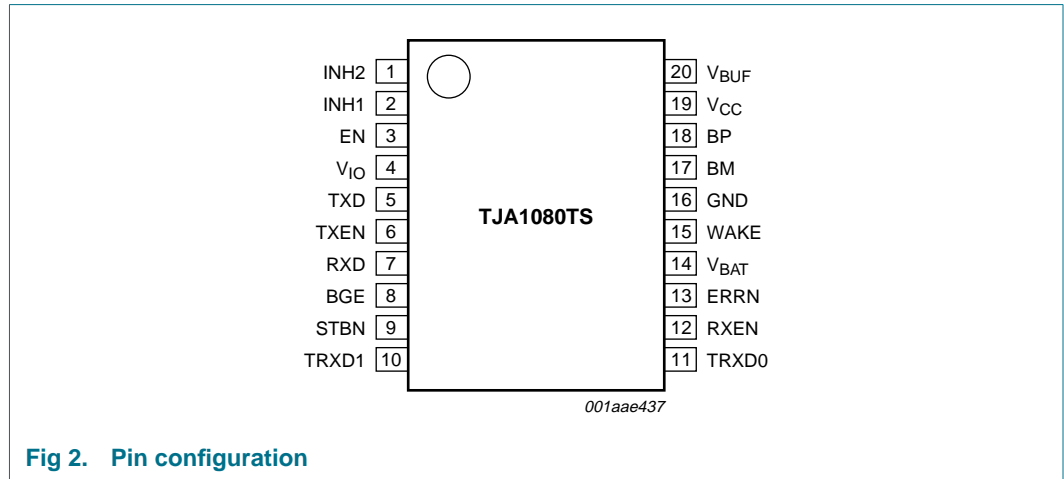 INH2 1
INH1 2
EN 3
VIO 4
TXD 5
TXEN 6
RXD 7
BGE 8
STBN 9
TRXD1 10
TJA1080TS
20 VBUF
19 VCC
18 BP
17 BM
16 GND
15 WAKE
14 VBAT
13 ERRN
12 RXEN
11 TRXD0
001aae437
Fig 2. Pin configuration